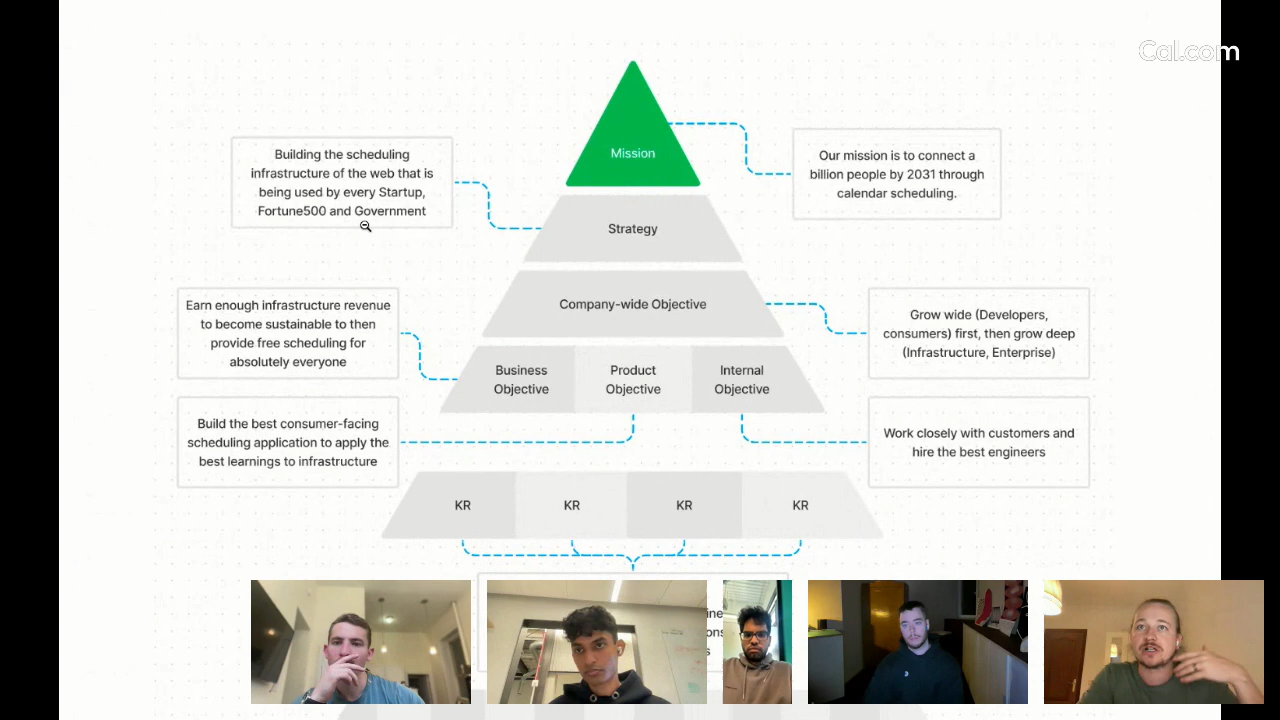 Cal.com
Mission
Building the scheduling
infrastructure of the web that is
being used by every Startup,
Fortune500 and Government
Our mission is to connect a
billion people by 2031 through
calendar scheduling.
Strategy
Company-wide Objective
Earn enough infrastructure revenue
to become sustainable to then
provide free scheduling for
absolutely everyone
Grow wide (Developers,
consumers) first, then grow deep
(Infrastructure, Enterprise)
Business
Objective
Product
Objective
Internal
Objective
Build the best consumer-facing
scheduling application to apply the
best learnings to infrastructure
Work closely with customers and
hire the best engineers
KR
KR
KR
KR